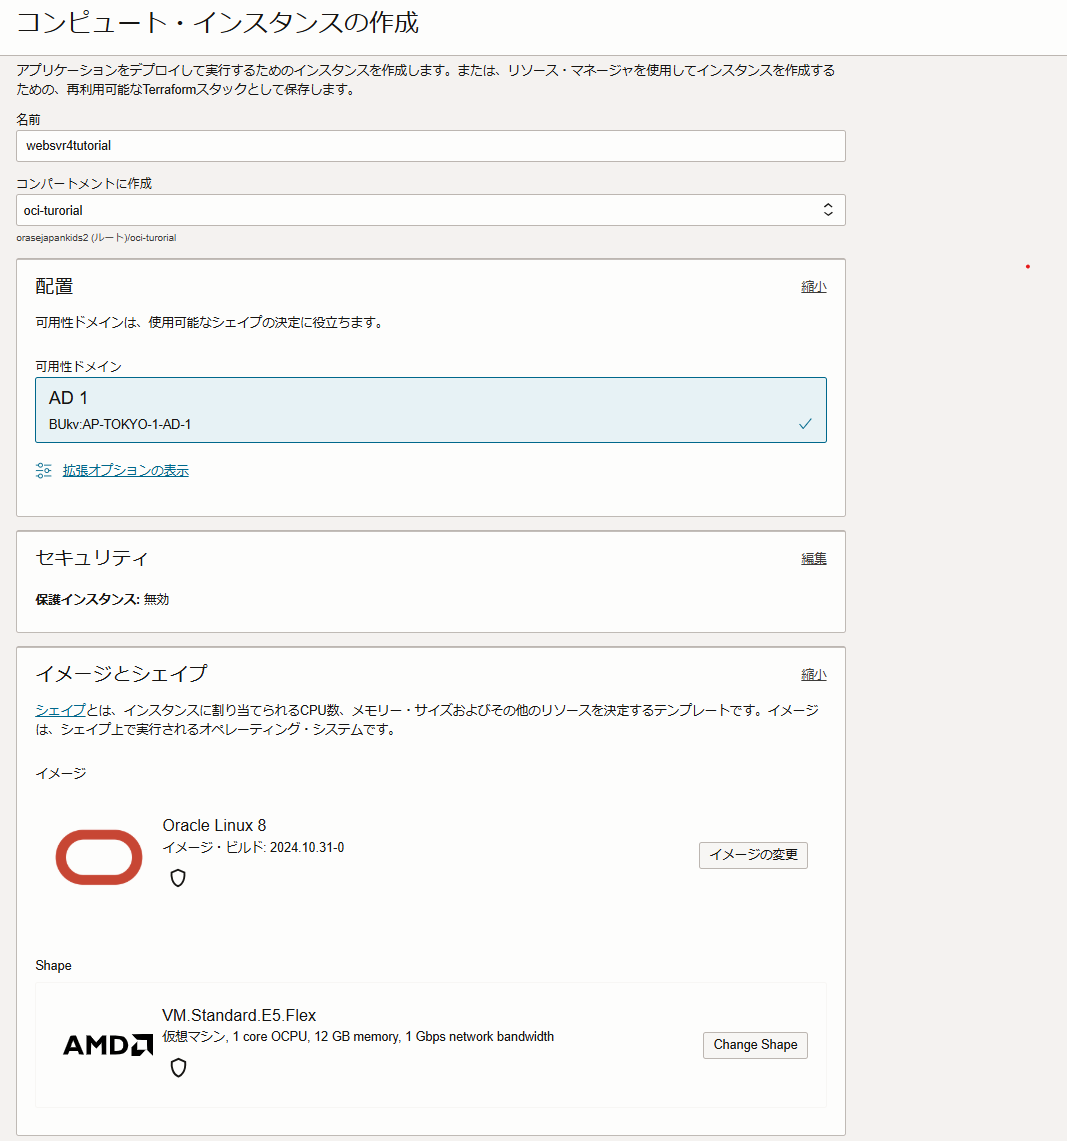 コンピュート・インスタンスの作成
アプリケーションをデプロイして実行するためのインスタンスを作成します。または、リソース・マネージャを使用してインスタンスを作成する
ための、再利用可能なTerraformスタックとして保存します。
名前
websvr4tutorial
コンパートメントに作成
oci-turorial
orasejapankids2 (ルート)/oci-turorial
配置
縮小
可用性ドメインは、使用可能なシェイプの決定に役立ちます。
可用性ドメイン
AD 1
BUkv:AP-TOKYO-1-AD-1
拡張オプションの表示
セキュリティ
編集
保護インスタンス: 無効
イメージとシェイプ
縮小
シェイプとは、インスタンスに割り当てられるCPU数、メモリー・サイズおよびその他のリソースを決定するテンプレートです。イメージ
は、シェイプ上で実行されるオペレーティング・システムです。
イメージ
Oracle Linux 8
イメージ・ビルド: 2024.10.31-0
イメージの変更
Shape
AMD
VM.Standard.E5.Flex
仮想マシン, 1 core OCPU, 12 GB memory, 1 Gbps network bandwidth
Change Shape